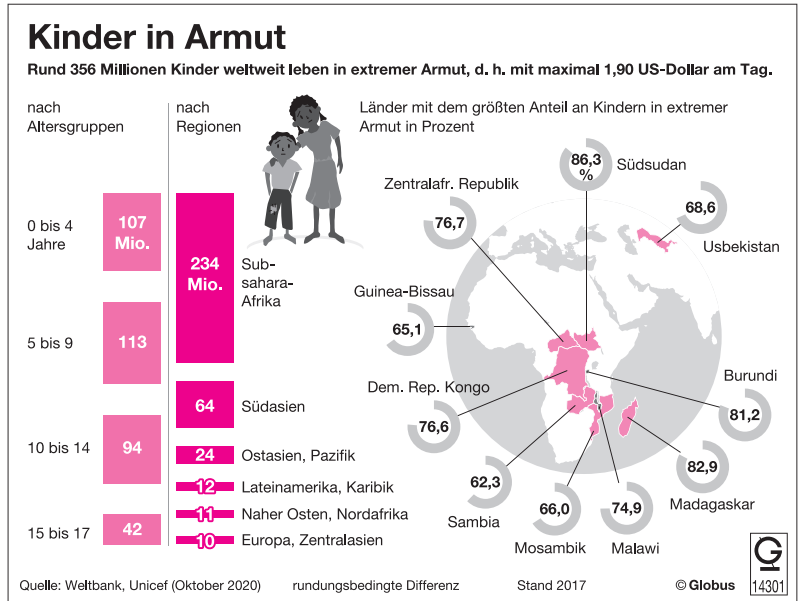 Kinder in Armut
Rund 356 Millionen Kinder weltweit leben in extremer Armut, d. h. mit maximal 1,90 US-Dollar am Tag.
nach
Altersgruppen
0 bis 4
Jahre
107
Mio.
5 bis 9
113
10 bis 14
94
15 bis 17
42
nach
Regionen
234
Mio.
Sub-
sahara-
Afrika
64
Südasien
24
Ostasien, Pazifik
12
Lateinamerika, Karibik
11
Naher Osten, Nordafrika
10
Europa, Zentralasien
Länder mit dem größten Anteil an Kindern in extremer
Armut in Prozent
86,3
%
Südsudan
Zentralafr. Republik
76,7
68,6
Usbekistan
Guinea-Bissau
65,1
Dem. Rep. Kongo
76,6
Burundi
81,2
62,3
Sambia
66,0
Mosambik
74,9
Malawi
82,9
Madagaskar
Quelle: Weltbank, Unicef (Oktober 2020) rundungsbedingte Differenz Stand 2017 © Globus
G
14301